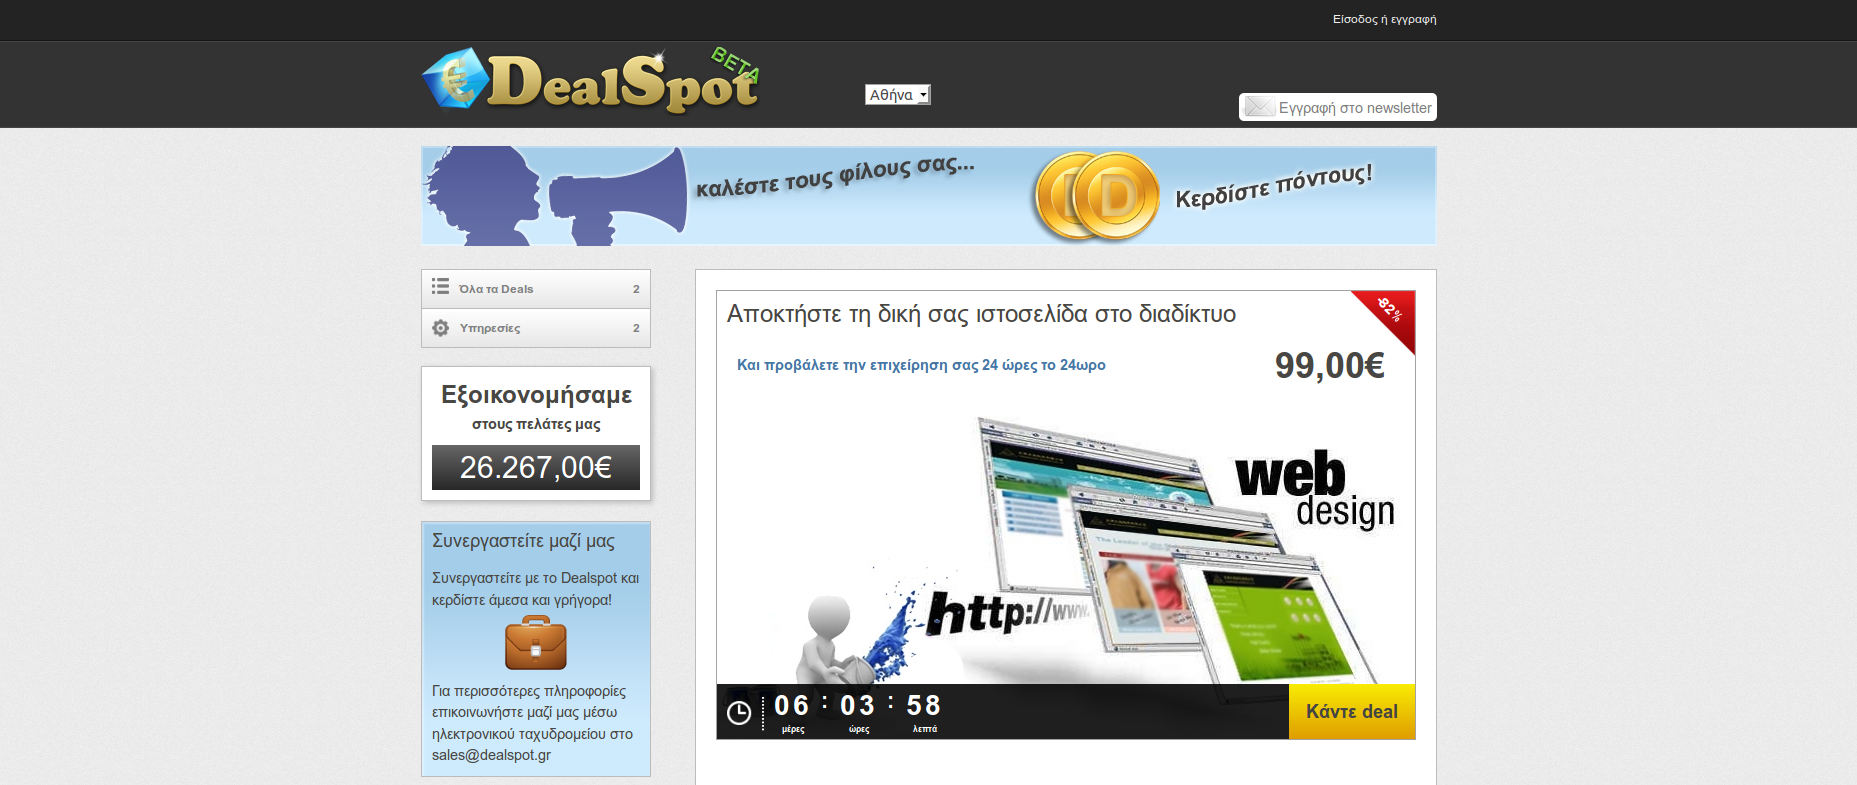 Είσοδος ή εγγραφή
€DealSpot BETA
Αθήνα
Εγγραφή στο newsletter
καλέστε τους φίλους σας...
D D
Κερδίστε πόντους!
Όλα τα Deals 2
Υπηρεσίες 2
Εξοικονομήσαμε
στους πελάτες μας
26.267,00€
Συνεργαστείτε μαζί μας
Συνεργαστείτε με το Dealspot και
κερδίστε άμεσα και γρήγορα!
Για περισσότερες πληροφορίες
επικοινωνήστε μαζί μας μέσω
ηλεκτρονικού ταχυδρομείου στο
sales@dealspot.gr
Αποκτήστε τη δική σας ιστοσελίδα στο διαδίκτυο
-82%
Και προβάλετε την επιχείρηση σας 24 ώρες το 24ωρο
99,00€
web
design
http://www.
06 : 03 : 58
μέρες ώρες λεπτά
Κάντε deal